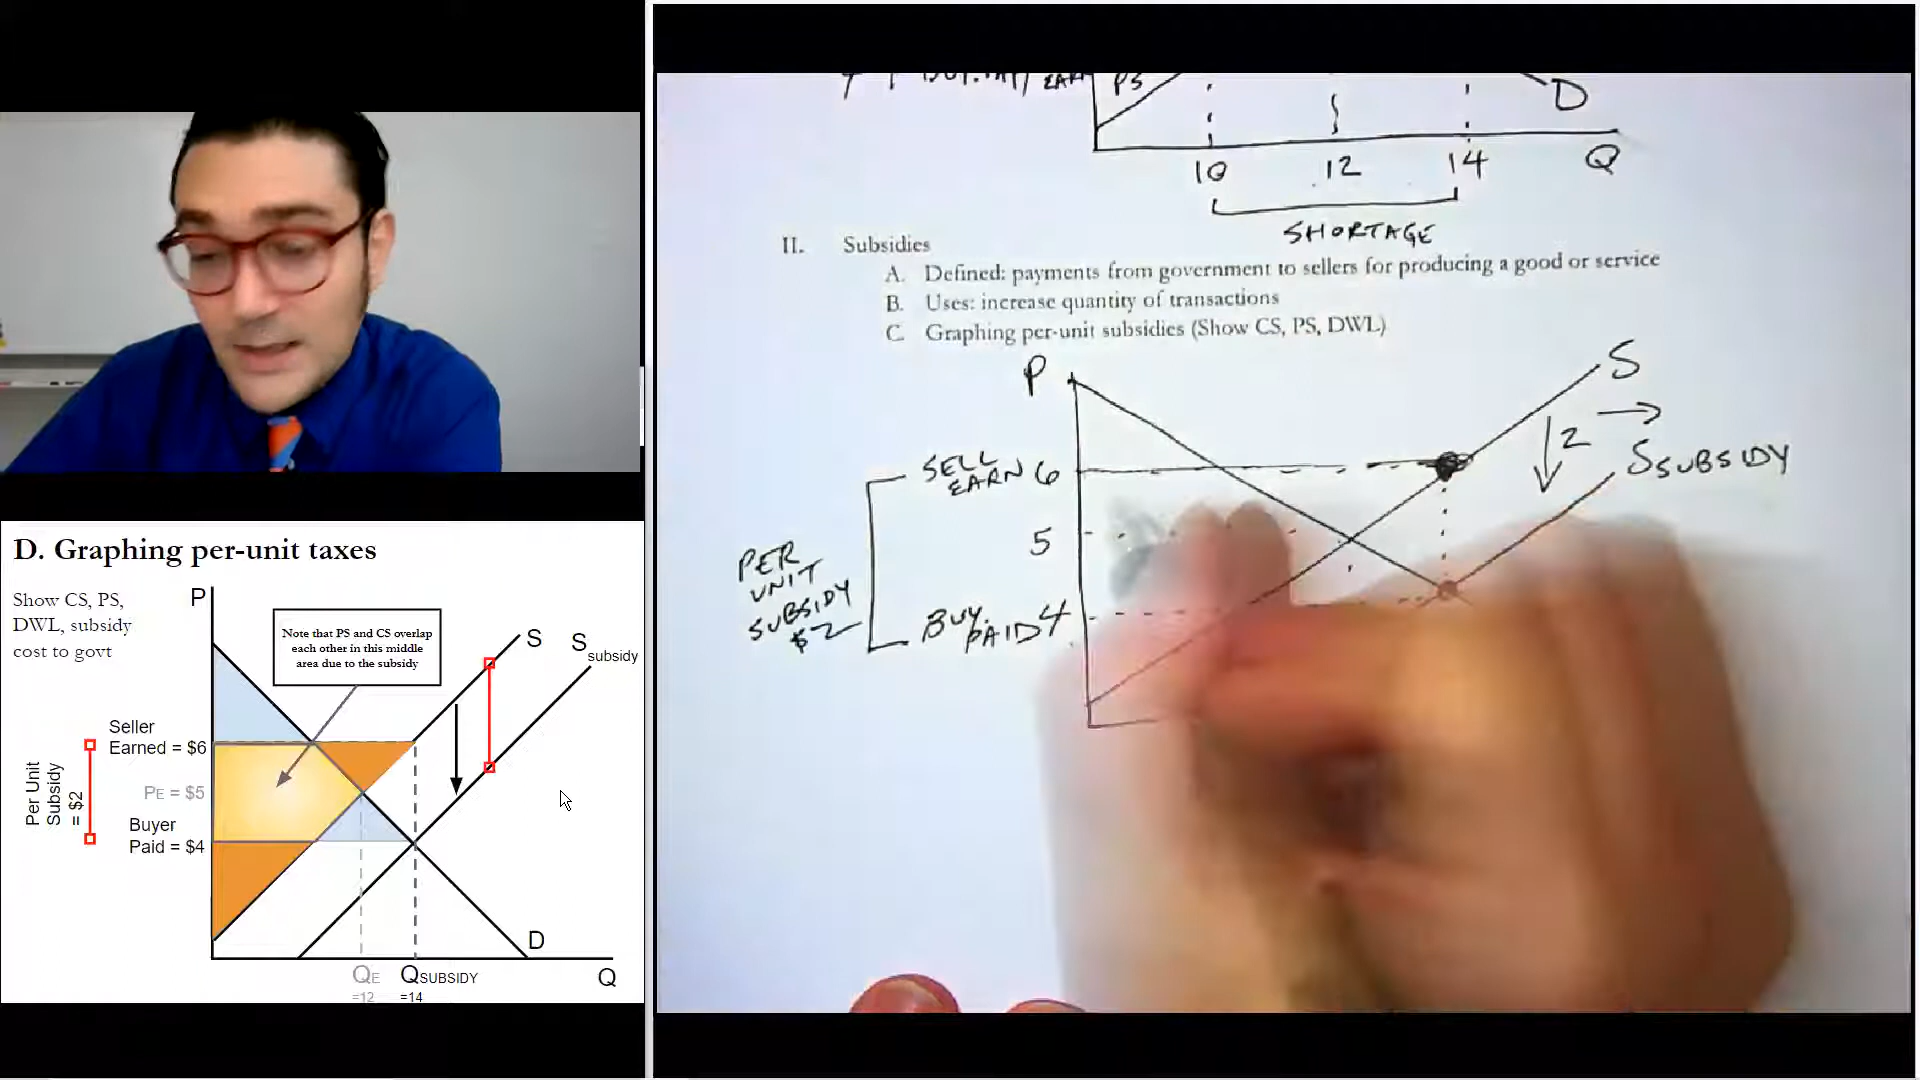 D. Graphing per-unit taxes
Show CS, PS,
DWL, subsidy
cost to govt
P
Note that PS and CS overlap
each other in this middle
area due to the subsidy
S
S subsidy
Seller
Earned = $6
PE = $5
Buyer
Paid = $4
Per Unit
Subsidy
= $2
D
QE
=12
QSUBSIDY
=14
Q
PS
D
10
12
14
Q
SHORTAGE
II. Subsidies
A. Defined: payments from government to sellers for producing a good or service
B. Uses: increase quantity of transactions
C. Graphing per-unit subsidies (Show CS, PS, DWL)
P
S
2
S SUBSIDY
SELL
EARN 6
5
BUY.
PAID 4
PER
UNIT
SUBSIDY
$2